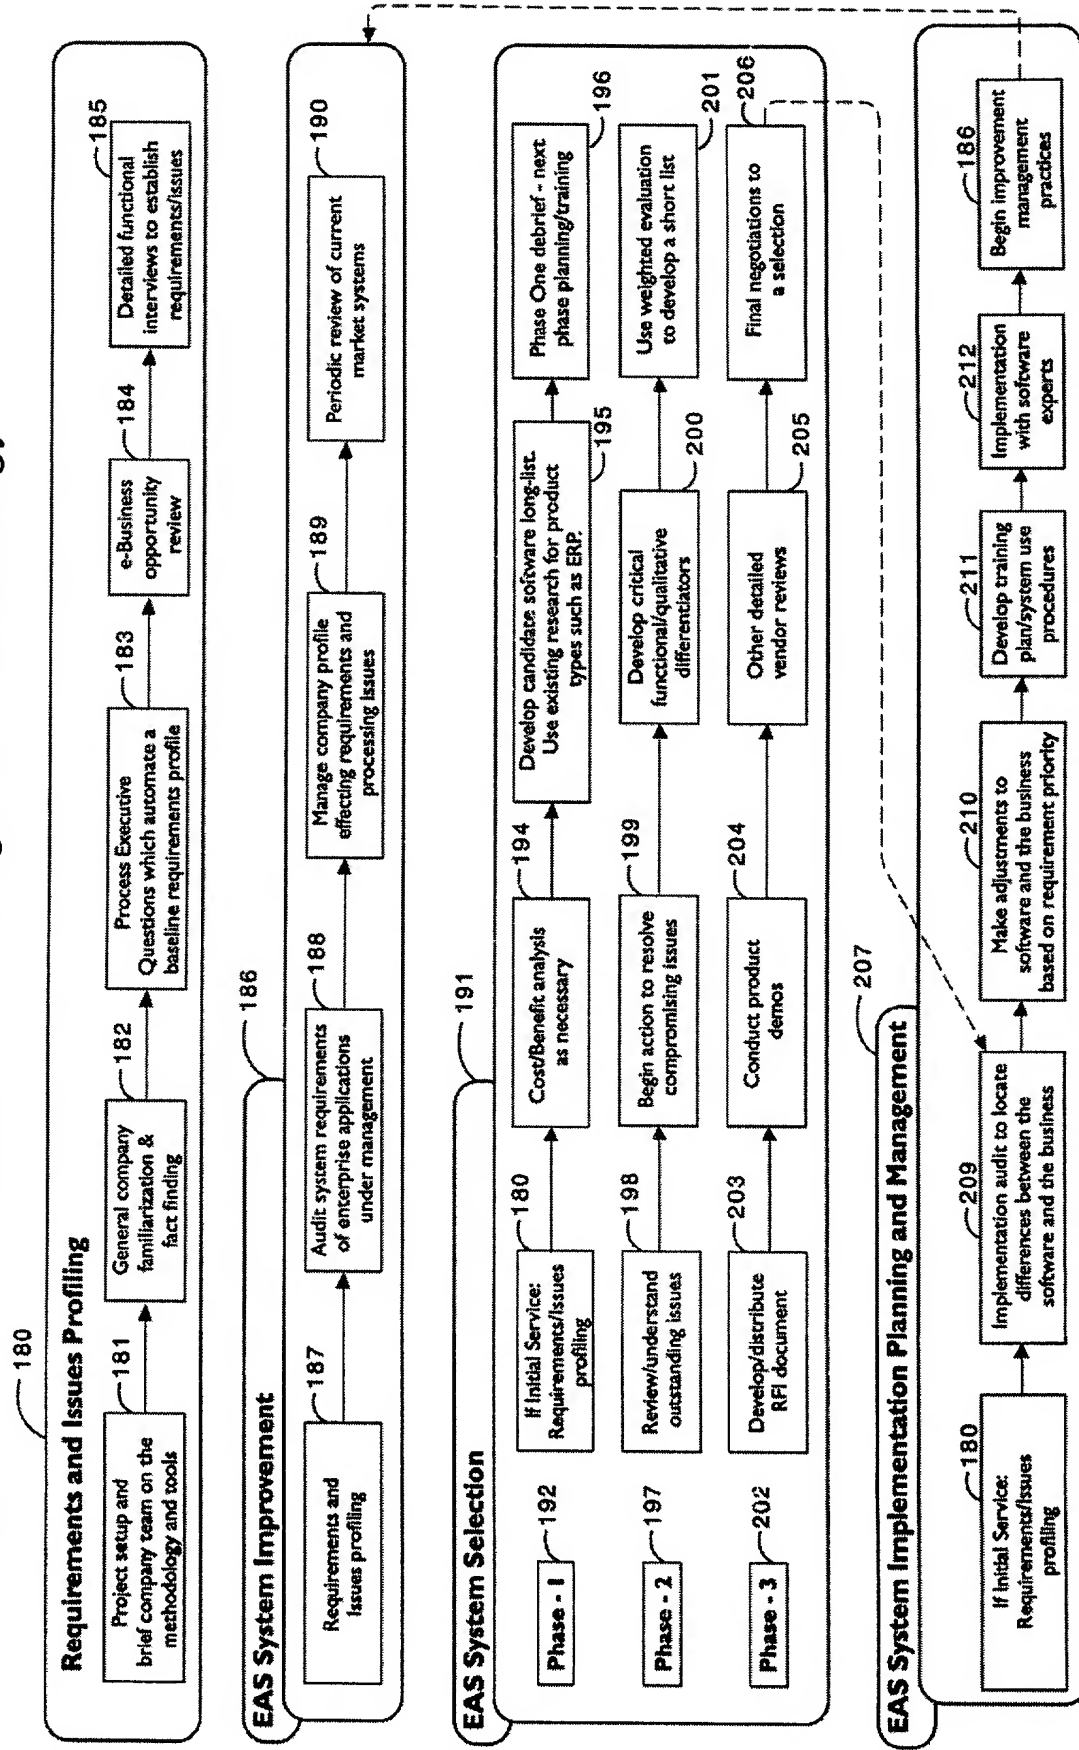 180
Requirements and Issues Profiling
Project setup and
brief company team on the
methodology and tools
181
General company
familiarization &
fact finding
182
Process Executive
Questions which automate a
baseline requirements profile
183
e-Business
opportunity
review
184
Detailed functional
interviews to establish
requirements/issues
185
EAS System Improvement
186
Requirements and
Issues profiling
187
Audit system requirements
of enterprise applications
under management
188
Manage company profile
effecting requirements and
processing issues
189
Periodic review of current
market systems
190
EAS System Selection
191
Phase - 1
192
If Initial Service:
Requirements/Issues
profiling
180
Cost/Benefit analysis
as necessary
194
Develop candidate software long-list.
Use existing research for product
types such as ERP.
195
Phase One debrief - next
phase planning/training
196
Phase - 2
197
Review/understand
outstanding issues
198
Begin action to resolve
compromising issues
199
Develop critical
functional/qualitative
differentiators
200
Use weighted evaluation
to develop a short list
201
Phase - 3
202
Develop/distribute
RFI document
203
Conduct product
demos
204
Other detailed
vendor reviews
205
Final negotiations to
a selection
206
EAS System Implementation Planning and Management
207
If Initial Service:
Requirements/Issues
profiling
180
Implementation audit to locate
differences between the
software and the business
209
Make adjustments to
software and the business
based on requirement priority
210
Develop training
plan/system use
procedures
211
Implementation
with software
experts
212
Begin improvement
management
practices
186